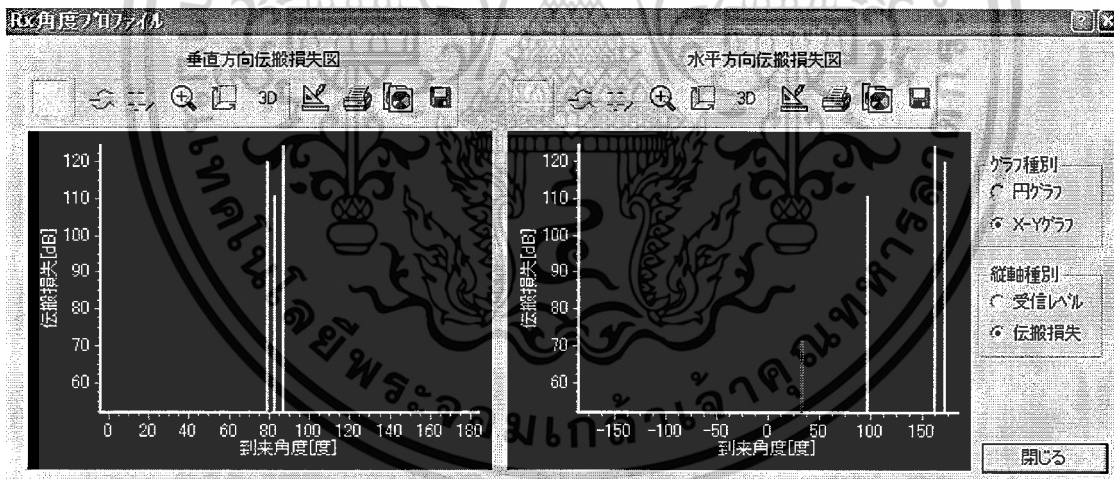 Rx角度プロファイル
垂直方向伝搬損失図
3D
伝搬損失[dB]
120
110
100
90
80
70
60
0 20 40 60 80 100 120 140 160 180
到来角度[度]
水平方向伝搬損失図
3D
伝搬損失[dB]
120
110
100
90
80
70
60
-150 -100 -50 0 50 100 150
到来角度[度]
グラフ種別
円グラフ
X-Yグラフ
縦軸種別
受信レベル
伝搬損失
閉じる